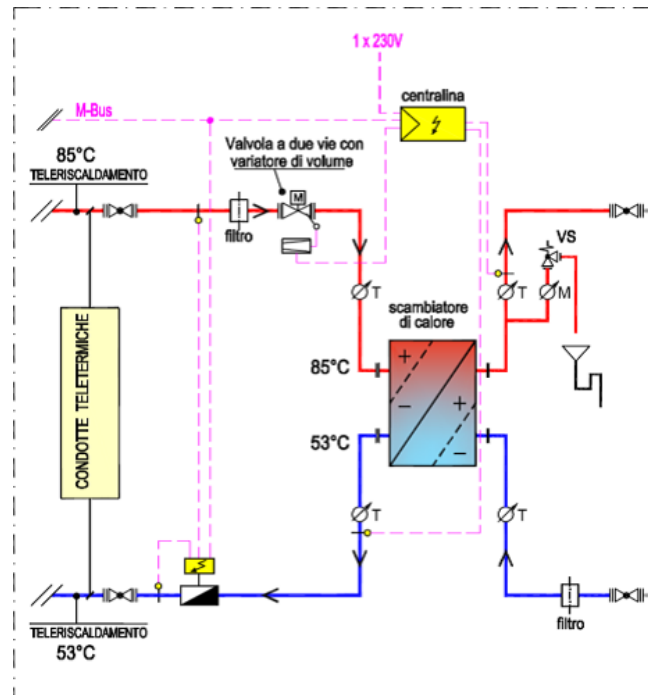 1 x 230V
centralina
M-Bus
Valvola a due vie con
variatore di volume
85°C
TELERISCALDAMENTO
M
filtro
VS
T
T
M
scambiatore
di calore
CONDOTTE TELETERMICHE
85°C
+
−
+
−
53°C
T
T
TELERISCALDAMENTO
53°C
filtro